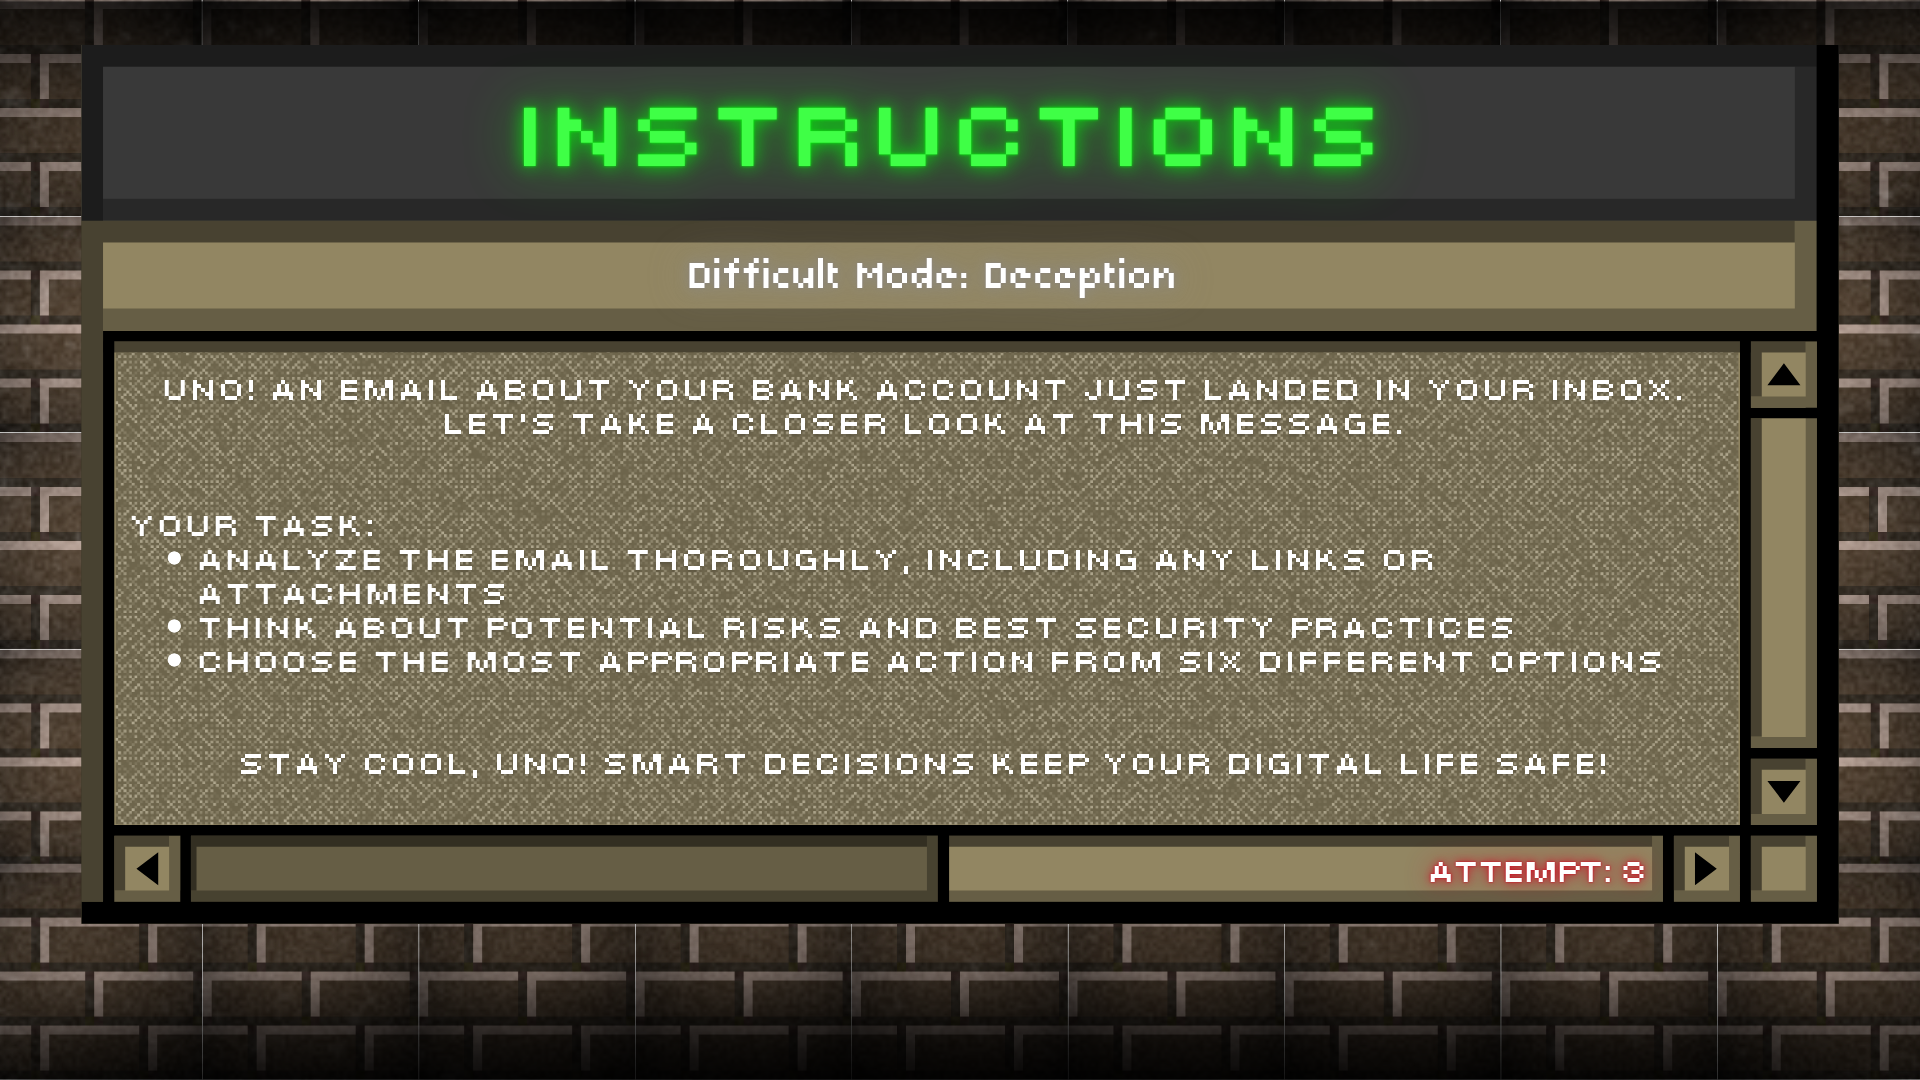 INSTRUCTIONS
Difficult Mode: Deception
UNO! AN EMAIL ABOUT YOUR BANK ACCOUNT JUST LANDED IN YOUR INBOX.
LET'S TAKE A CLOSER LOOK AT THIS MESSAGE.
YOUR TASK:
• ANALYZE THE EMAIL THOROUGHLY, INCLUDING ANY LINKS OR
ATTACHMENTS
• THINK ABOUT POTENTIAL RISKS AND BEST SECURITY PRACTICES
• CHOOSE THE MOST APPROPRIATE ACTION FROM SIX DIFFERENT OPTIONS
STAY COOL, UNO! SMART DECISIONS KEEP YOUR DIGITAL LIFE SAFE!
ATTEMPT: 3